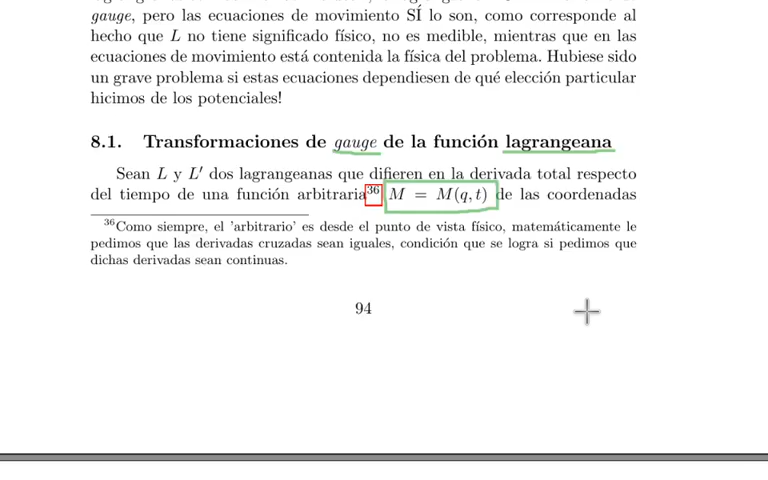 gauge, pero las ecuaciones de movimiento SÍ lo son, como corresponde al
hecho que L no tiene significado físico, no es medible, mientras que en las
ecuaciones de movimiento está contenida la física del problema. Hubiese sido
un grave problema si estas ecuaciones dependiesen de qué elección particular
hicimos de los potenciales!
8.1. Transformaciones de gauge de la función lagrangeana
Sean L y L′ dos lagrangeanas que difieren en la derivada total respecto
del tiempo de una función arbitraria36 M = M(q, t) de las coordenadas
36Como siempre, el 'arbitrario' es desde el punto de vista físico, matemáticamente le
pedimos que las derivadas cruzadas sean iguales, condición que se logra si pedimos que
dichas derivadas sean continuas.
94